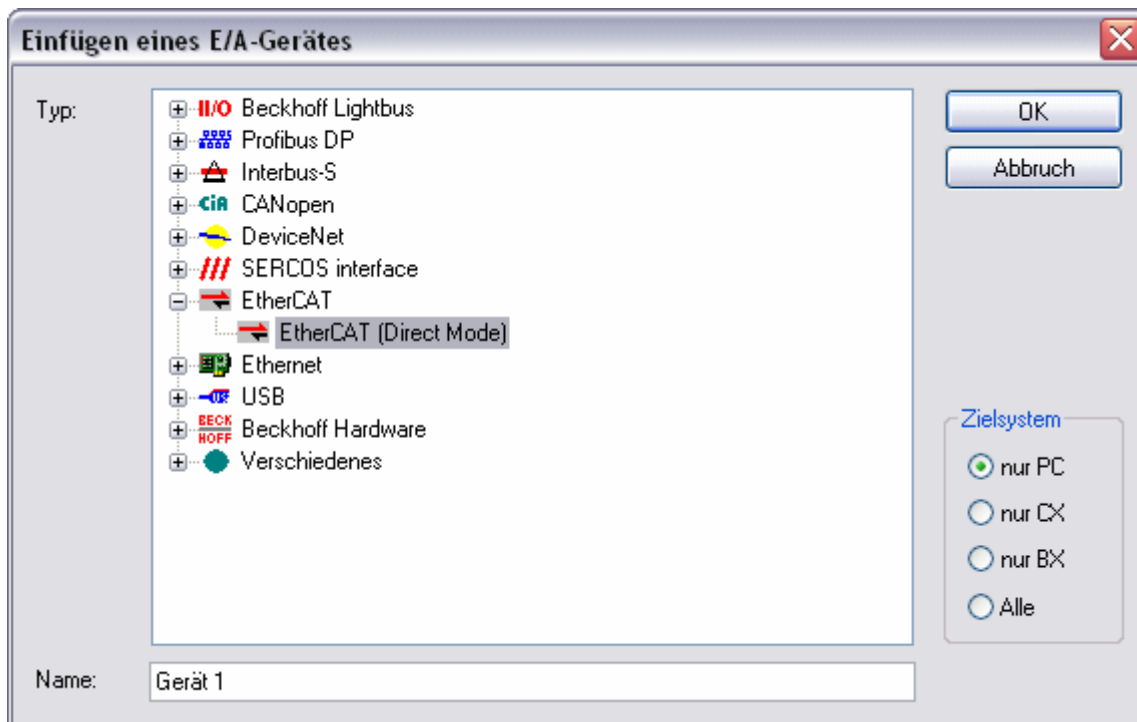 Einfügen eines E/A-Gerätes
Typ:
II/O Beckhoff Lightbus
Profibus DP
Interbus-S
CiA CANopen
DeviceNet
SERCOS interface
EtherCAT
EtherCAT (Direct Mode)
Ethernet
USB
BECK HOFF Beckhoff Hardware
Verschiedenes
OK
Abbruch
Zielsystem
nur PC
nur CX
nur BX
Alle
Name:
Gerät 1